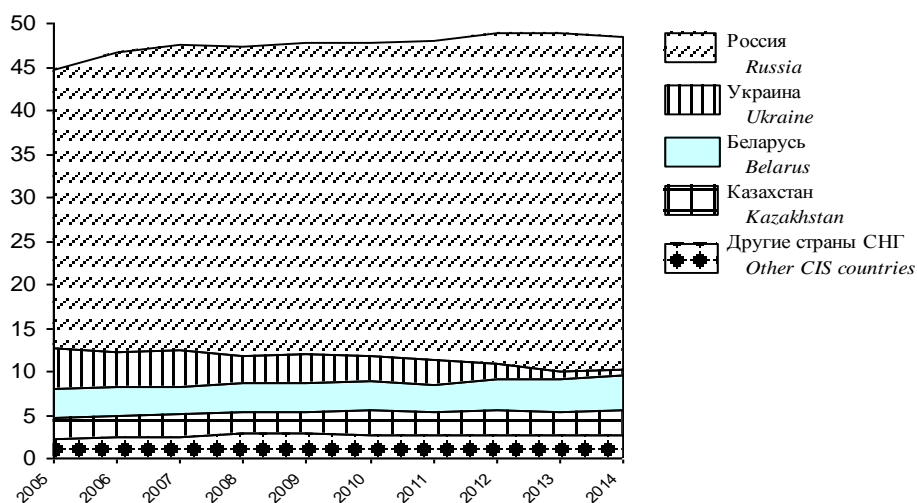 50
45
40
35
30
25
20
15
10
5
0
2005 2006 2007 2008 2009 2010 2011 2012 2013 2014
Россия
Russia
Украина
Ukraine
Беларусь
Belarus
Казахстан
Kazakhstan
Другие страны СНГ
Other CIS countries